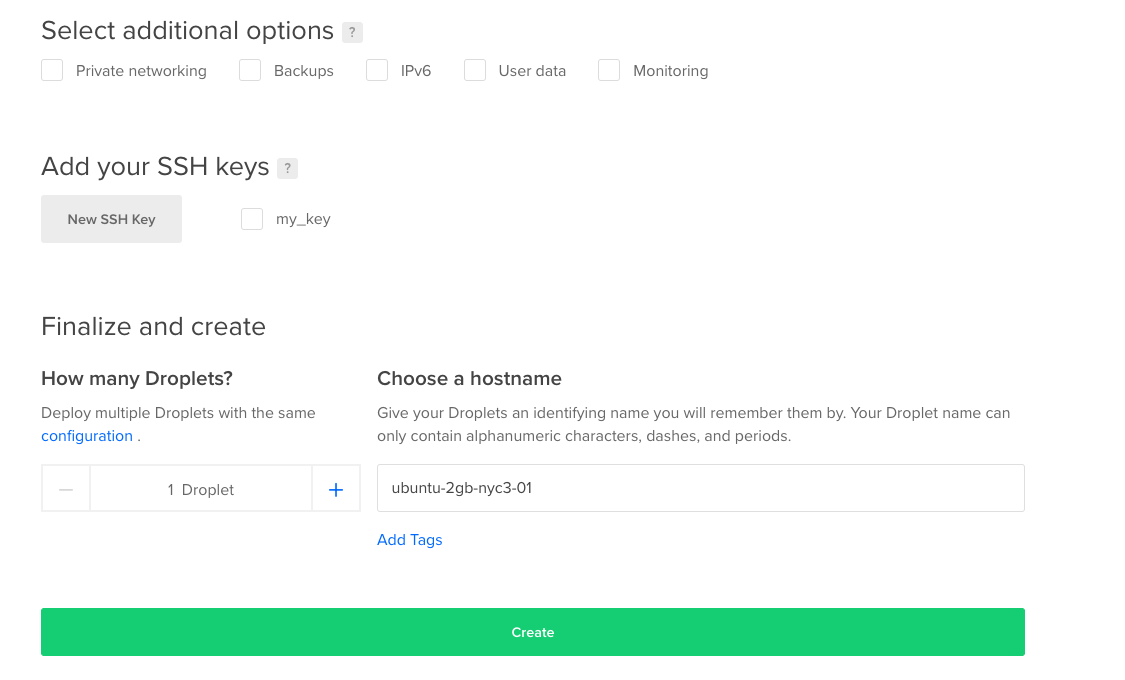 Select additional options ?
Private networking Backups IPv6 User data Monitoring
Add your SSH keys ?
New SSH Key my_key
Finalize and create
How many Droplets?
Deploy multiple Droplets with the same
configuration .
— 1 Droplet +
Choose a hostname
Give your Droplets an identifying name you will remember them by. Your Droplet name can
only contain alphanumeric characters, dashes, and periods.
ubuntu-2gb-nyc3-01
Add Tags
Create